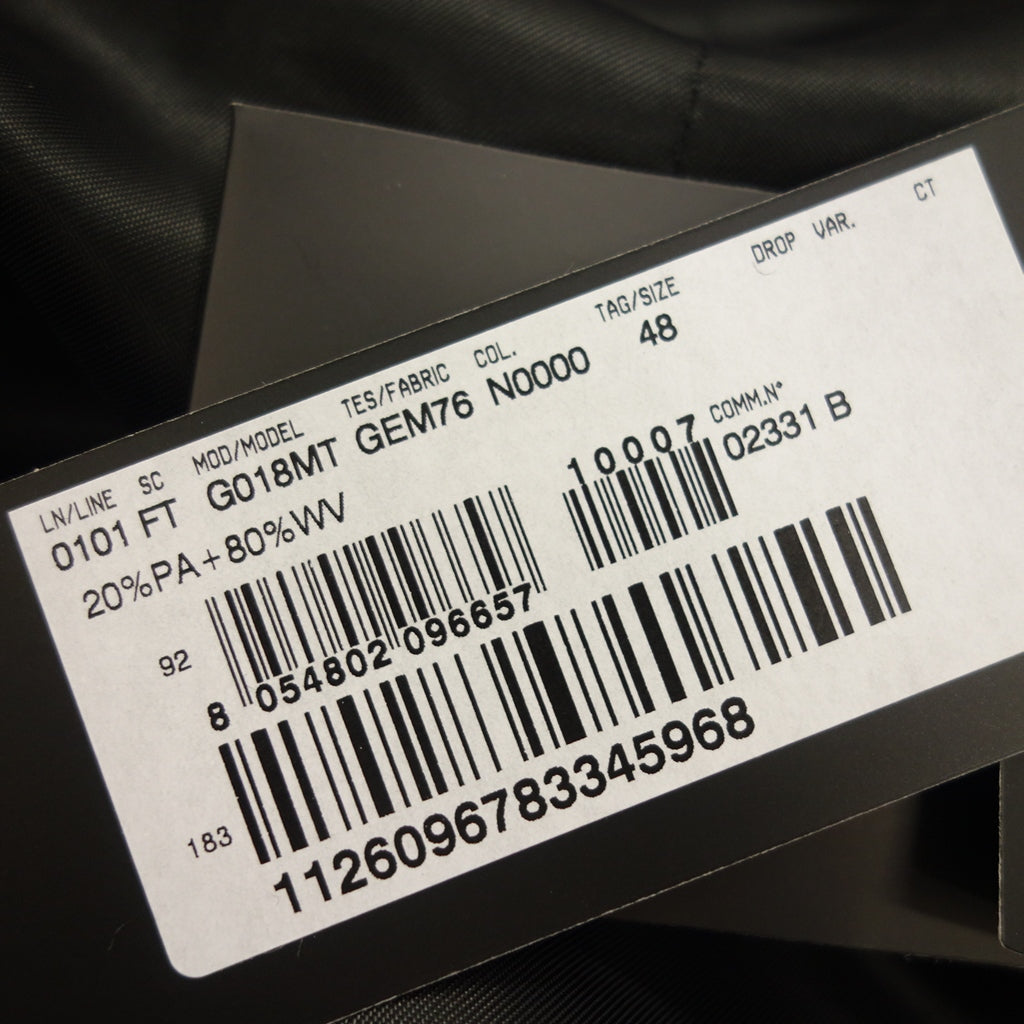 LN/LINE SC MOD/MODEL TES/FABRIC COL. TAG/SIZE DROP VAR. CT
0101 FT G018MT GEM76 N0000 48
20%PA+80%WV
10007 COMM.N°
02331 B
92
8 054802 096657
183
1126096783345968